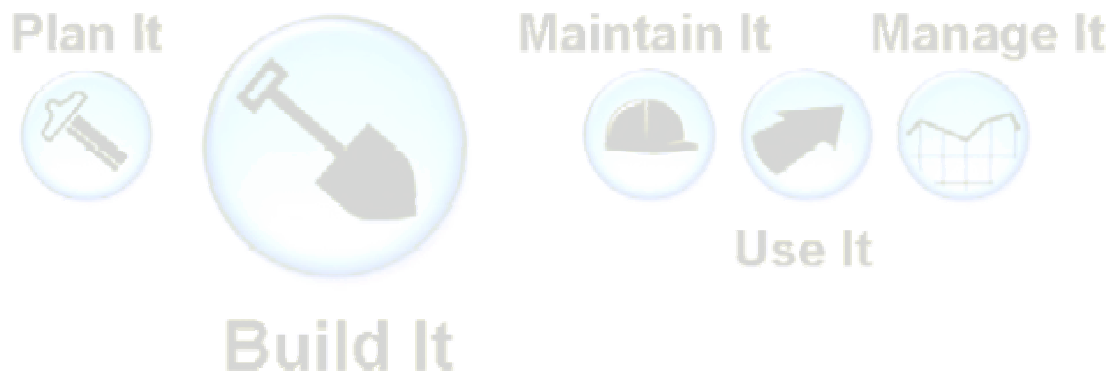 Plan It
Maintain It
Manage It
Use It
Build It